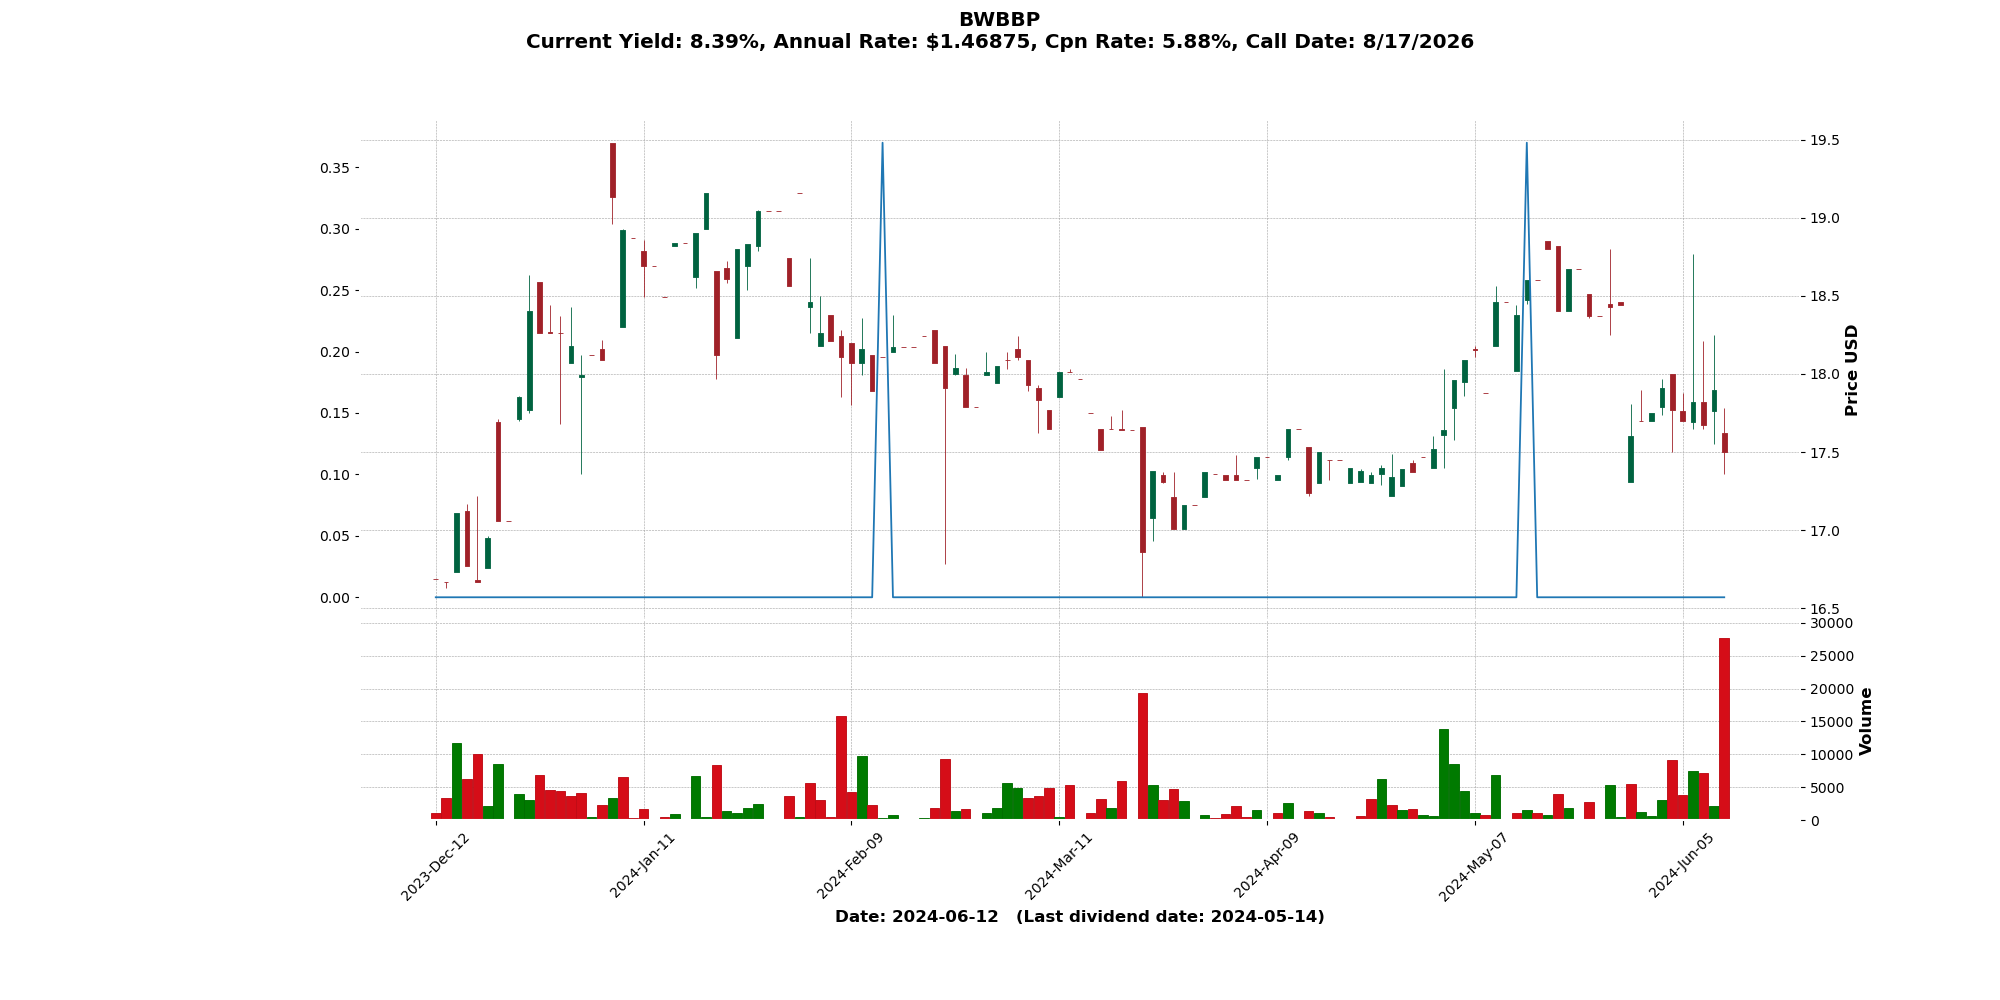 BWBBP
Current Yield: 8.39%, Annual Rate: $1.46875, Cpn Rate: 5.88%, Call Date: 8/17/2026
0.35
0.30
0.25
0.20
0.15
0.10
0.05
0.00
19.5
19.0
18.5
18.0
17.5
17.0
16.5
Price USD
30000
25000
20000
15000
10000
5000
0
Volume
2023-Dec-12
2024-Jan-11
2024-Feb-09
2024-Mar-11
2024-Apr-09
2024-May-07
2024-Jun-05
Date: 2024-06-12 (Last dividend date: 2024-05-14)